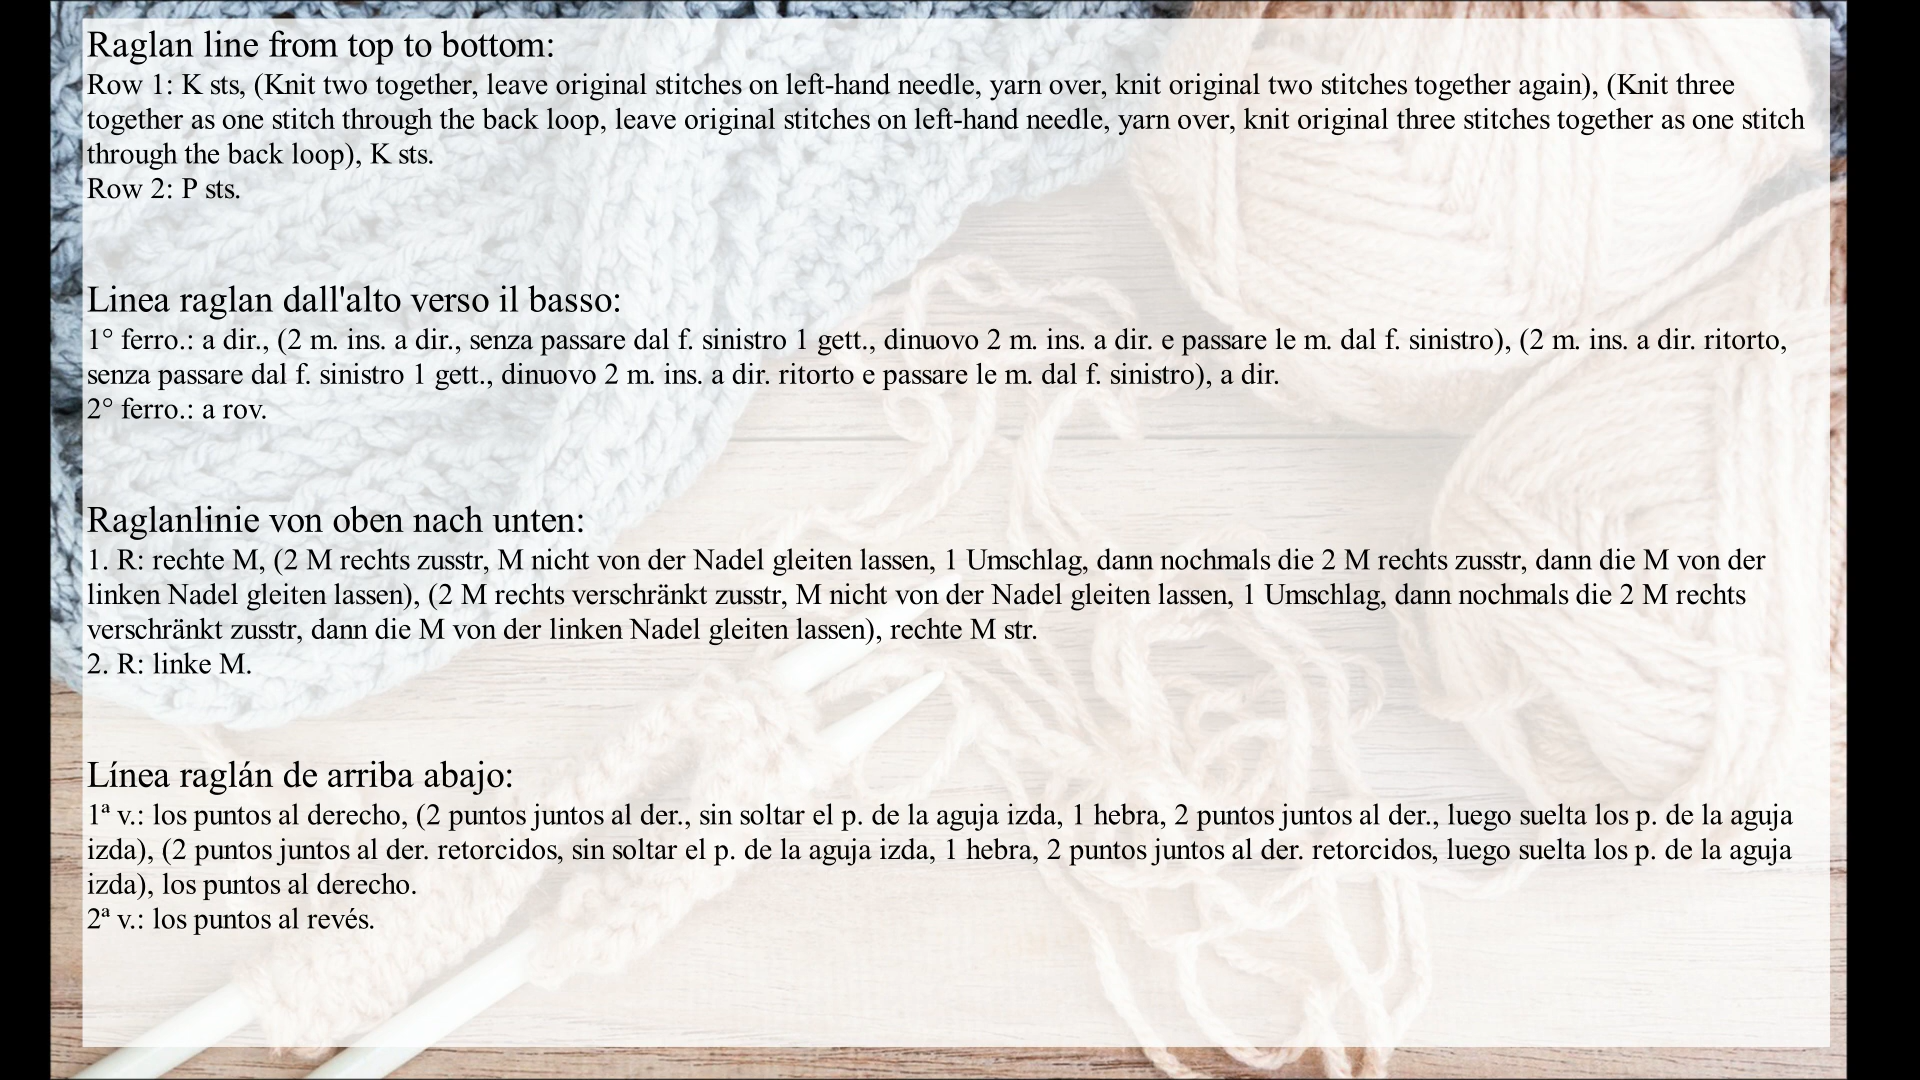 Raglan line from top to bottom:
Row 1: K sts, (Knit two together, leave original stitches on left-hand needle, yarn over, knit original two stitches together again), (Knit three
together as one stitch through the back loop, leave original stitches on left-hand needle, yarn over, knit original three stitches together as one stitch
through the back loop), K sts.
Row 2: P sts.
Linea raglan dall'alto verso il basso:
1° ferro.: a dir., (2 m. ins. a dir., senza passare dal f. sinistro 1 gett., dinuovo 2 m. ins. a dir. e passare le m. dal f. sinistro), (2 m. ins. a dir. ritorto,
senza passare dal f. sinistro 1 gett., dinuovo 2 m. ins. a dir. ritorto e passare le m. dal f. sinistro), a dir.
2° ferro.: a rov.
Raglanlinie von oben nach unten:
1. R: rechte M, (2 M rechts zusstr, M nicht von der Nadel gleiten lassen, 1 Umschlag, dann nochmals die 2 M rechts zusstr, dann die M von der
linken Nadel gleiten lassen), (2 M rechts verschränkt zusstr, M nicht von der Nadel gleiten lassen, 1 Umschlag, dann nochmals die 2 M rechts
verschränkt zusstr, dann die M von der linken Nadel gleiten lassen), rechte M str.
2. R: linke M.
Línea raglán de arriba abajo:
1ª v.: los puntos al derecho, (2 puntos juntos al der., sin soltar el p. de la aguja izda, 1 hebra, 2 puntos juntos al der., luego suelta los p. de la aguja
izda), (2 puntos juntos al der. retorcidos, sin soltar el p. de la aguja izda, 1 hebra, 2 puntos juntos al der. retorcidos, luego suelta los p. de la aguja
izda), los puntos al derecho.
2ª v.: los puntos al revés.